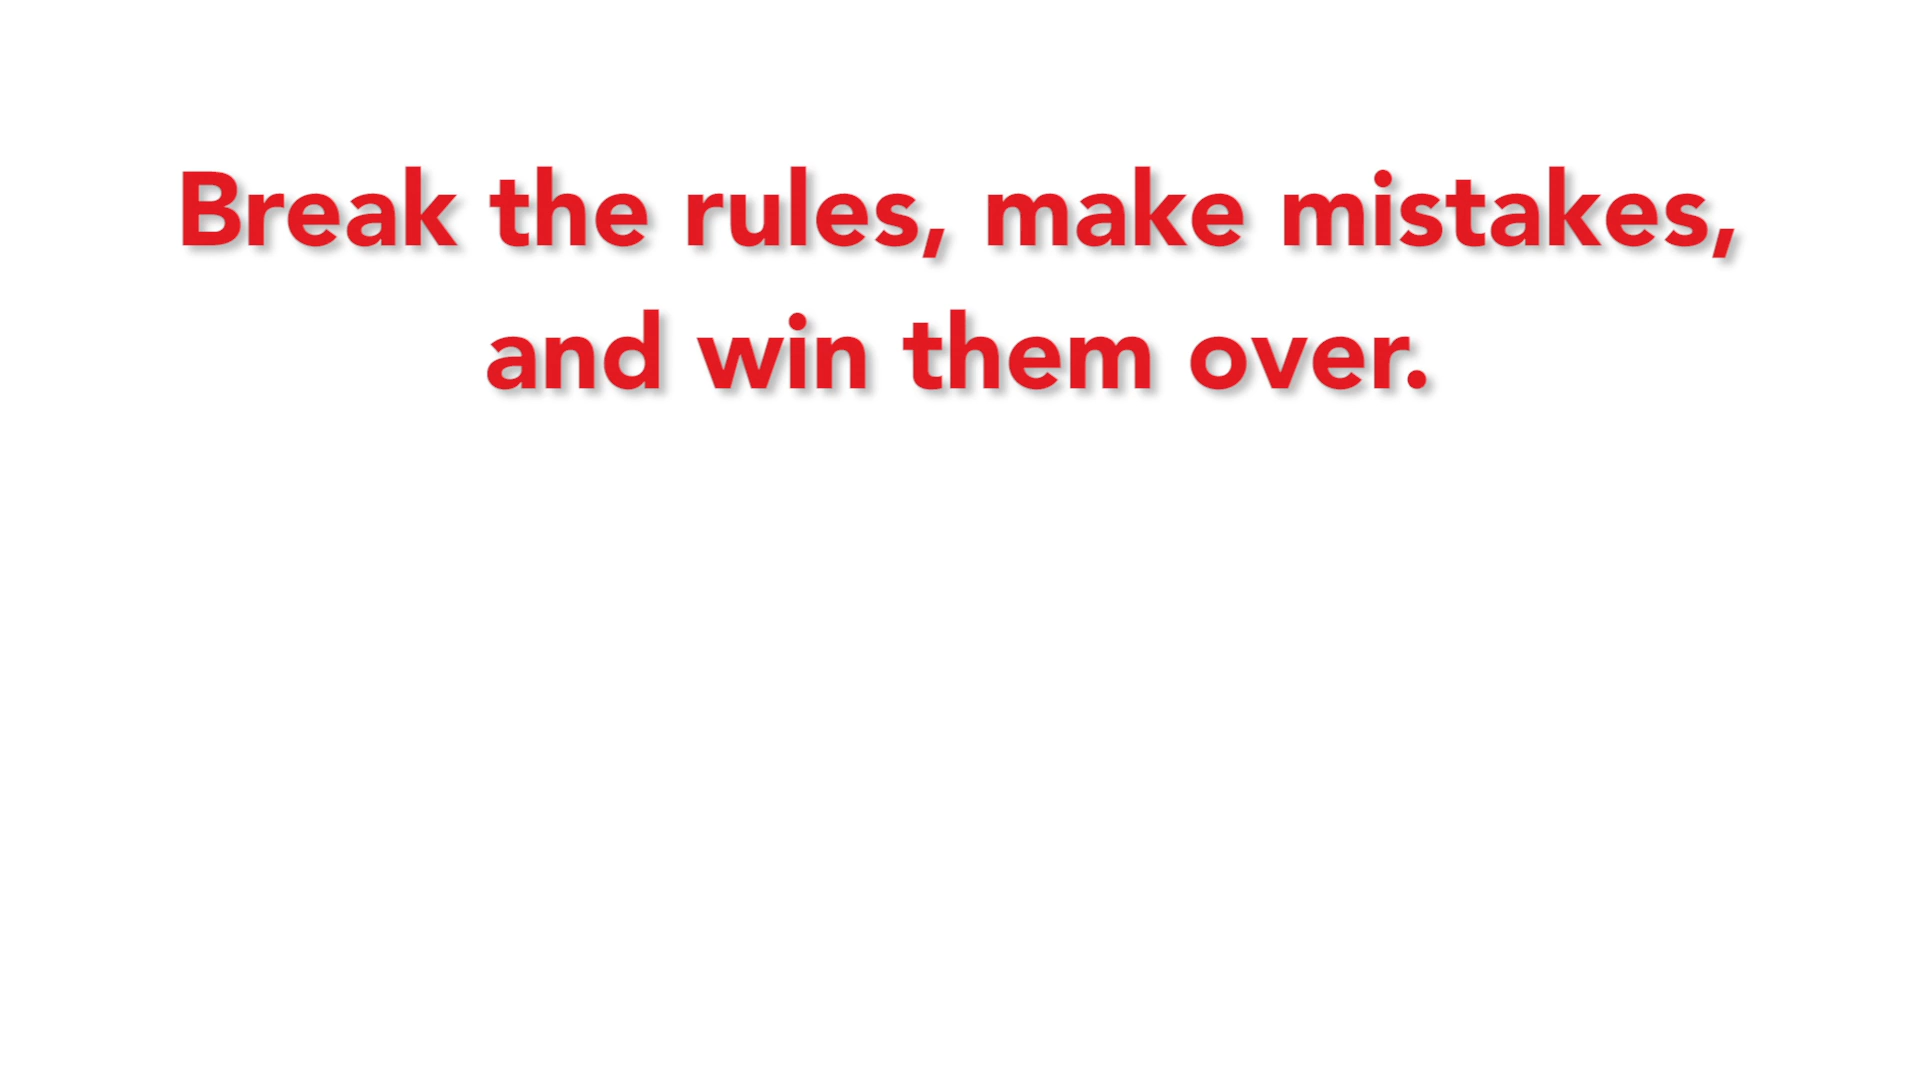 Break the rules, make mistakes,
and win them over.